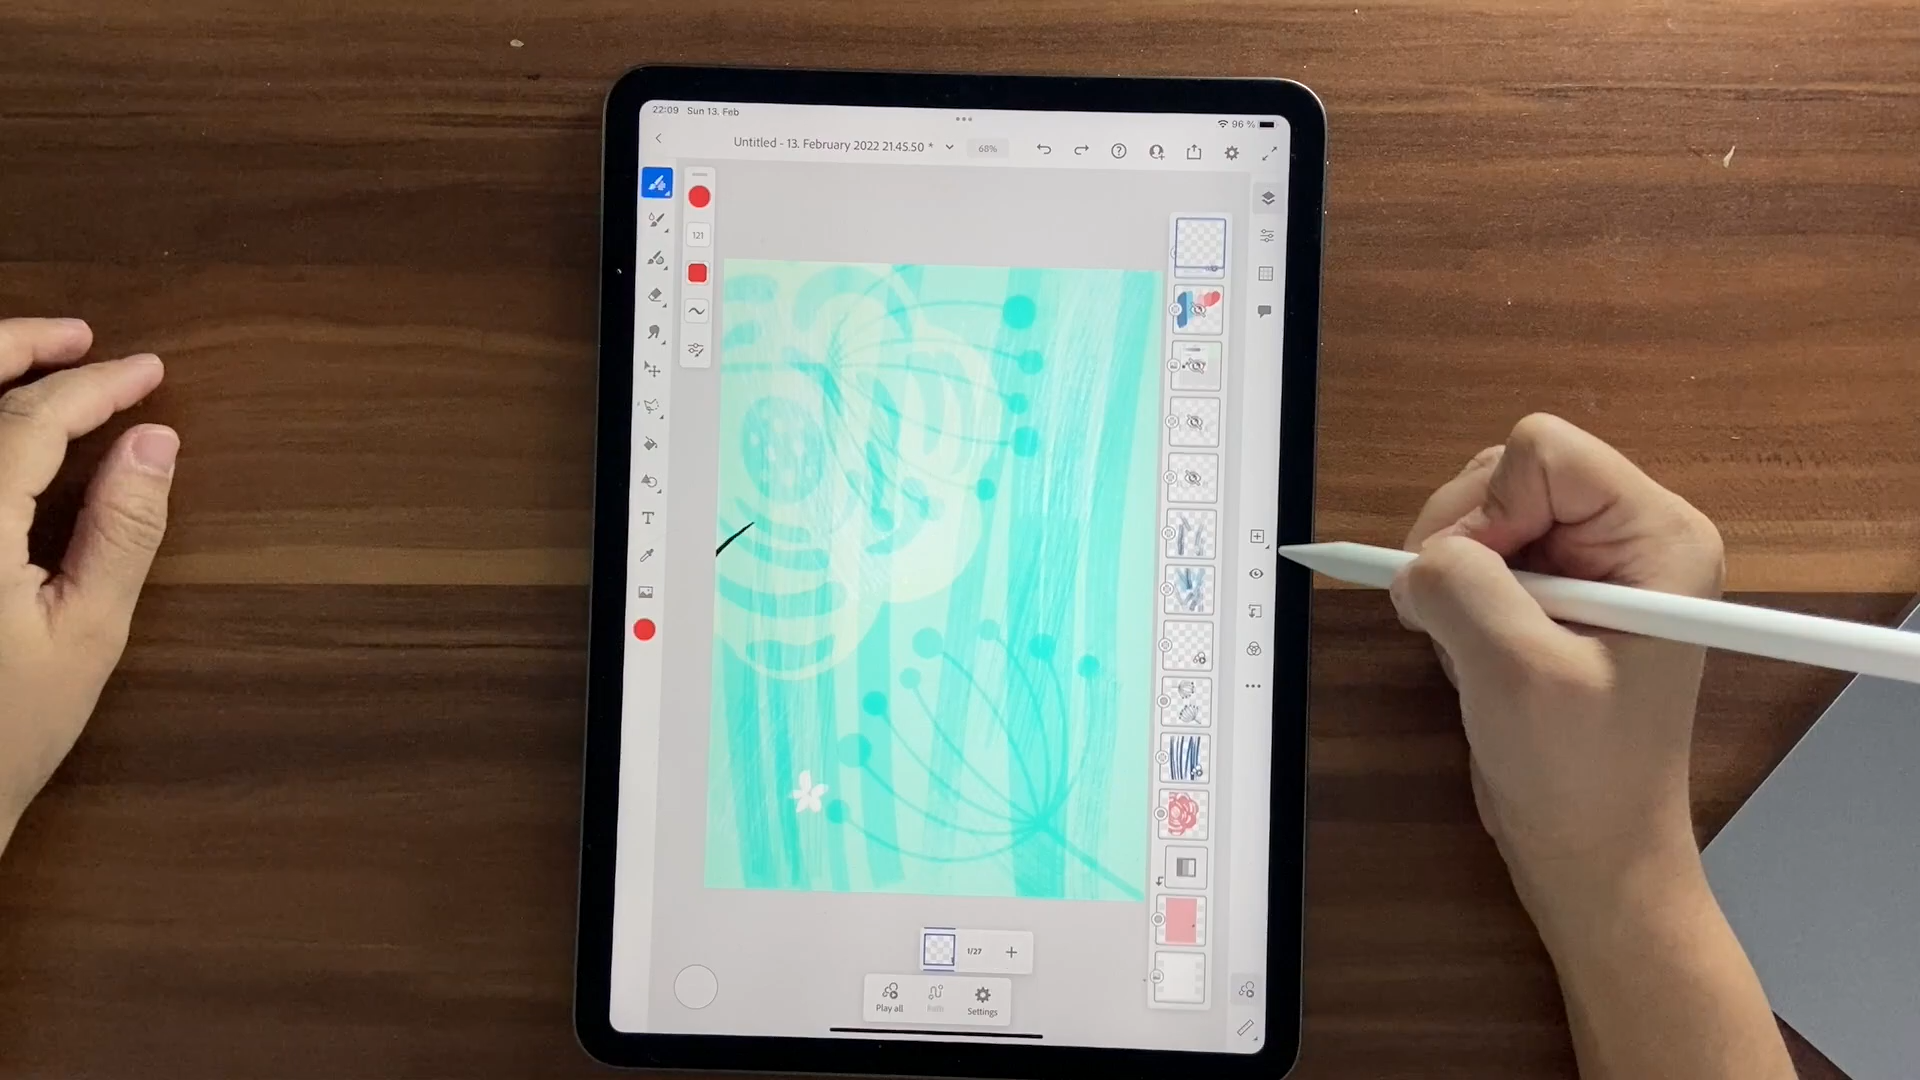 22:09 Sun 13. Feb
96 %
Untitled - 13. February 2022 21.45.50 *
68%
121
T
1/27
Play all
Path
Settings